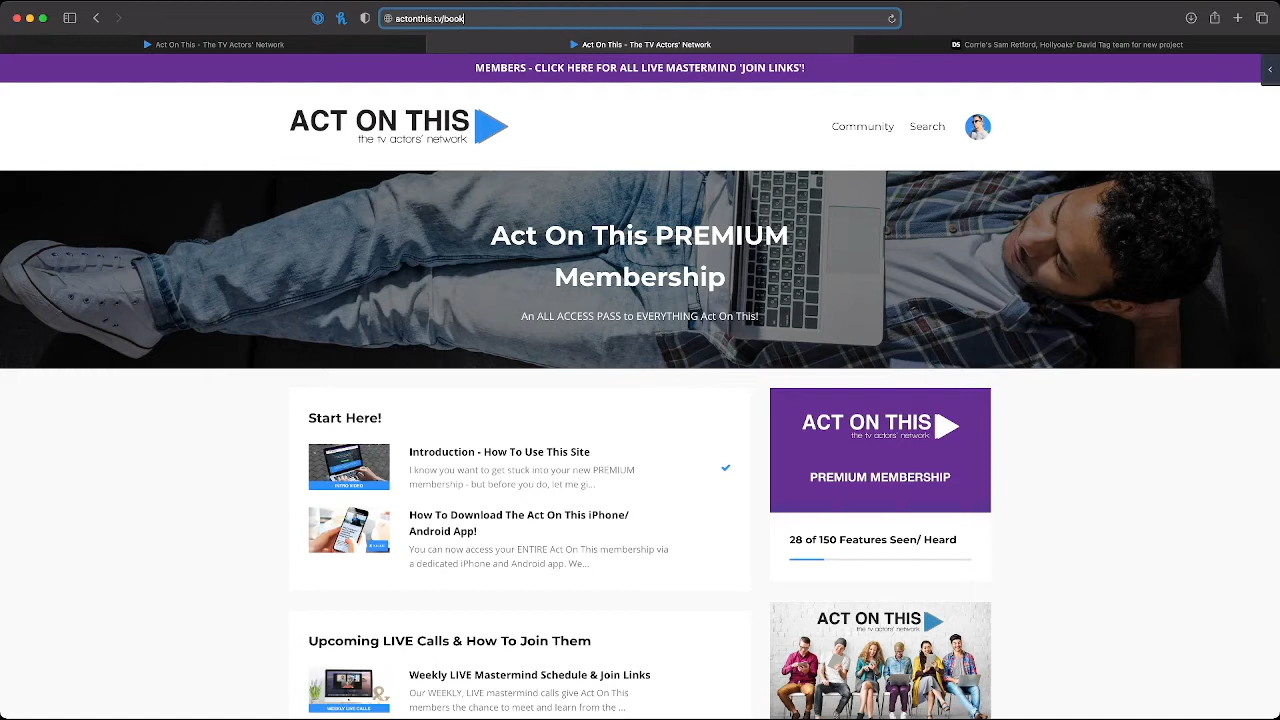 actonthis.tv/book
Act On This - The TV Actors' Network
Act On This - The TV Actors' Network
DS Corrie's Sam Retford, Hollyoaks' David Tag team for new project
MEMBERS - CLICK HERE FOR ALL LIVE MASTERMIND 'JOIN LINKS'!
ACT ON THIS
the tv actors' network
Community Search
Act On This PREMIUM
Membership
An ALL ACCESS PASS to EVERYTHING Act On This!
Start Here!
INTRO VIDEO
Introduction - How To Use This Site
I know you want to get stuck into your new PREMIUM
membership - but before you do, let me gi...
How To Download The Act On This iPhone/
Android App!
You can now access your ENTIRE Act On This membership via
a dedicated iPhone and Android app. We...
Upcoming LIVE Calls & How To Join Them
WEEKLY LIVE CALLS
Weekly LIVE Mastermind Schedule & Join Links
Our WEEKLY, LIVE mastermind calls give Act On This
members the chance to meet and learn from the ...
ACT ON THIS
the tv actors' network
PREMIUM MEMBERSHIP
28 of 150 Features Seen/ Heard
ACT ON THIS
the tv actors' network